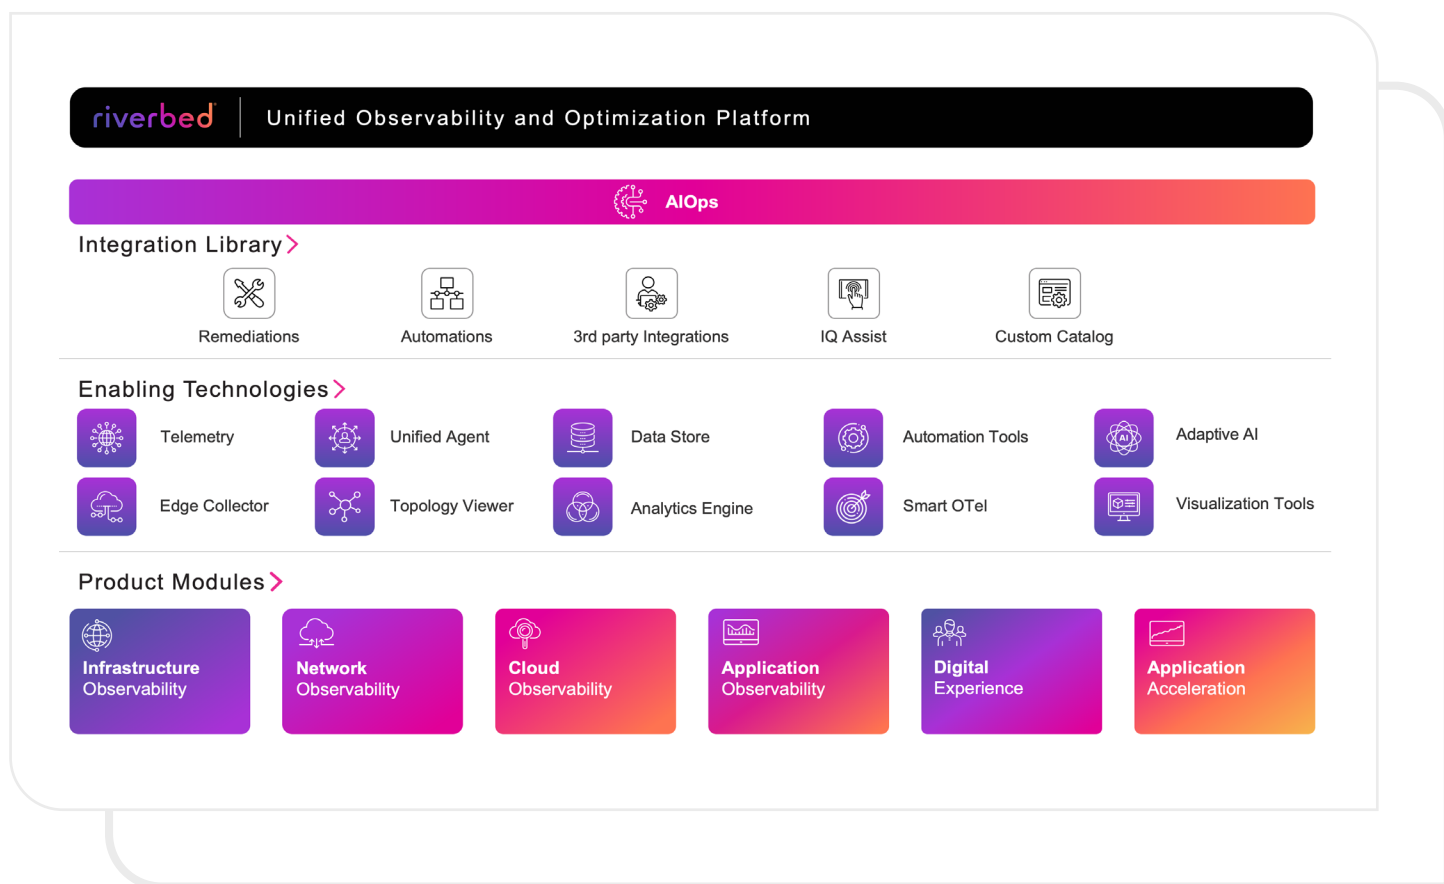 riverbed
Unified Observability and Optimization Platform
AIOps
Integration Library
Remediations
Automations
3rd party Integrations
IQ Assist
Custom Catalog
Enabling Technologies
Telemetry
Unified Agent
Data Store
Automation Tools
Adaptive AI
AI
Edge Collector
Topology Viewer
Analytics Engine
Smart OTel
Visualization Tools
Product Modules
Infrastructure
Observability
Network
Observability
Cloud
Observability
Application
Observability
Digital
Experience
Application
Acceleration